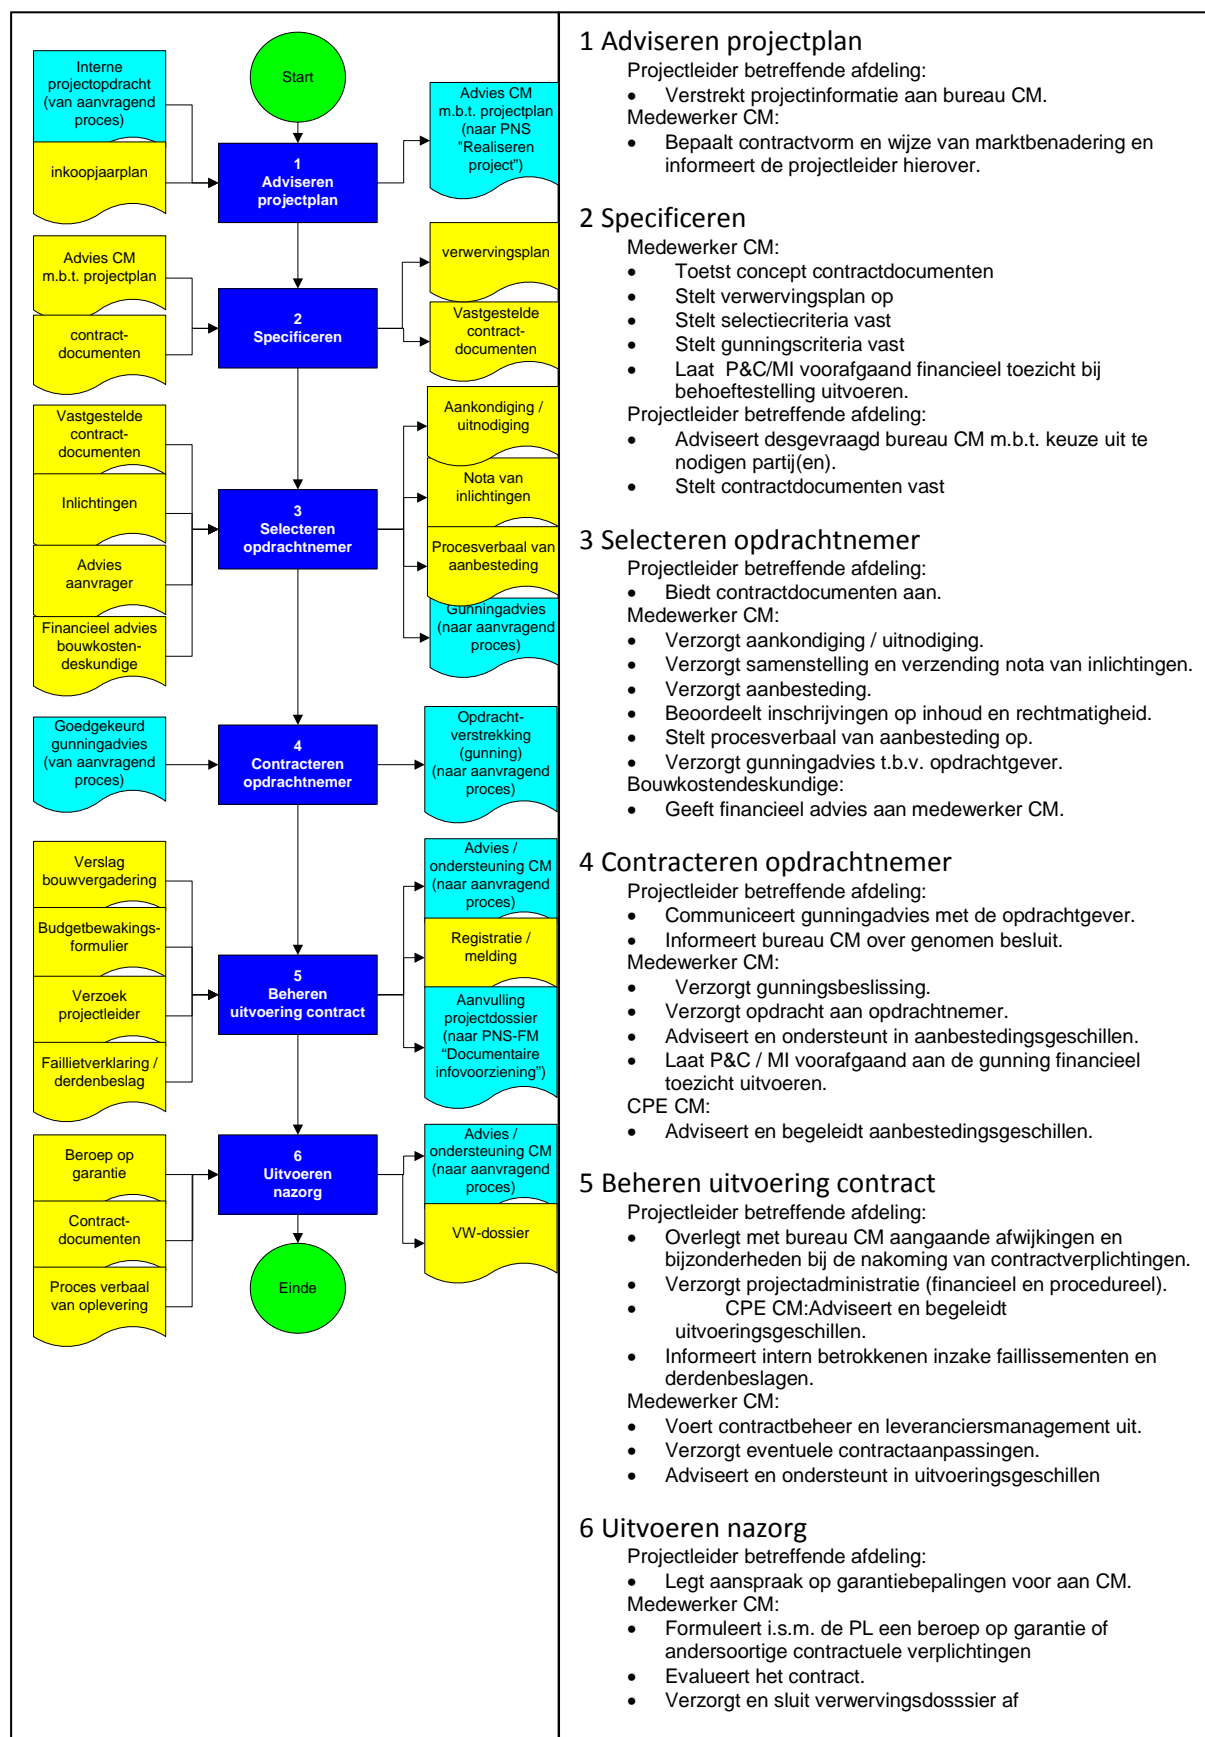 Start
Interne
projectopdracht
(van aanvragend
proces)
inkoopjaarplan
1
Adviseren
projectplan
Advies CM
m.b.t. projectplan
(naar PNS
"Realiseren
project”)
Advies CM
m.b.t. projectplan
contract-
documenten
2
Specificeren
verwervingsplan
Vastgestelde
contract-
documenten
Vastgestelde
contract-
documenten
Inlichtingen
Advies
aanvrager
Financieel advies
bouwkosten-
deskundige
3
Selecteren
opdrachtnemer
Aankondiging /
uitnodiging
Nota van
inlichtingen
Procesverbaal van
aanbesteding
Gunningadvies
(naar aanvragend
proces)
Goedgekeurd
gunningadvies
(van aanvragend
proces)
4
Contracteren
opdrachtnemer
Opdracht-
verstrekking
(gunning)
(naar aanvragend
proces)
Verslag
bouwvergadering
Budgetbewakings-
formulier
Verzoek
projectleider
Faillietverklaring /
derdenbeslag
5
Beheren
uitvoering contract
Advies /
ondersteuning CM
(naar aanvragend
proces)
Registratie /
melding
Aanvulling
projectdossier
(naar PNS-FM
“Documentaire
infovoorziening”)
Beroep op
garantie
Contract-
documenten
Proces verbaal
van oplevering
6
Uitvoeren
nazorg
Advies /
ondersteuning CM
(naar aanvragend
proces)
VW-dossier
Einde
1 Adviseren projectplan
Projectleider betreffende afdeling:
• Verstrekt projectinformatie aan bureau CM.
Medewerker CM:
• Bepaalt contractvorm en wijze van marktbenadering en
informeert de projectleider hierover.
2 Specificeren
Medewerker CM:
• Toetst concept contractdocumenten
• Stelt verwervingsplan op
• Stelt selectiecriteria vast
• Stelt gunningscriteria vast
• Laat P&C/MI voorafgaand financieel toezicht bij
behoeftestelling uitvoeren.
Projectleider betreffende afdeling:
• Adviseert desgevraagd bureau CM m.b.t. keuze uit te
nodigen partij(en).
• Stelt contractdocumenten vast
3 Selecteren opdrachtnemer
Projectleider betreffende afdeling:
• Biedt contractdocumenten aan.
Medewerker CM:
• Verzorgt aankondiging / uitnodiging.
• Verzorgt samenstelling en verzending nota van inlichtingen.
• Verzorgt aanbesteding.
• Beoordeelt inschrijvingen op inhoud en rechtmatigheid.
• Stelt procesverbaal van aanbesteding op.
• Verzorgt gunningadvies t.b.v. opdrachtgever.
Bouwkostendeskundige:
• Geeft financieel advies aan medewerker CM.
4 Contracteren opdrachtnemer
Projectleider betreffende afdeling:
• Communiceert gunningadvies met de opdrachtgever.
• Informeert bureau CM over genomen besluit.
Medewerker CM:
• Verzorgt gunningsbeslissing.
• Verzorgt opdracht aan opdrachtnemer.
• Adviseert en ondersteunt in aanbestedingsgeschillen.
• Laat P&C / MI voorafgaand aan de gunning financieel
toezicht uitvoeren.
CPE CM:
• Adviseert en begeleidt aanbestedingsgeschillen.
5 Beheren uitvoering contract
Projectleider betreffende afdeling:
• Overlegt met bureau CM aangaande afwijkingen en
bijzonderheden bij de nakoming van contractverplichtingen.
• Verzorgt projectadministratie (financieel en procedureel).
• CPE CM:Adviseert en begeleidt
uitvoeringsgeschillen.
• Informeert intern betrokkenen inzake faillissementen en
derdenbeslagen.
Medewerker CM:
• Voert contractbeheer en leveranciersmanagement uit.
• Verzorgt eventuele contractaanpassingen.
• Adviseert en ondersteunt in uitvoeringsgeschillen
6 Uitvoeren nazorg
Projectleider betreffende afdeling:
• Legt aanspraak op garantiebepalingen voor aan CM.
Medewerker CM:
• Formuleert i.s.m. de PL een beroep op garantie of
andersoortige contractuele verplichtingen
• Evalueert het contract.
• Verzorgt en sluit verwervingsdosssier af